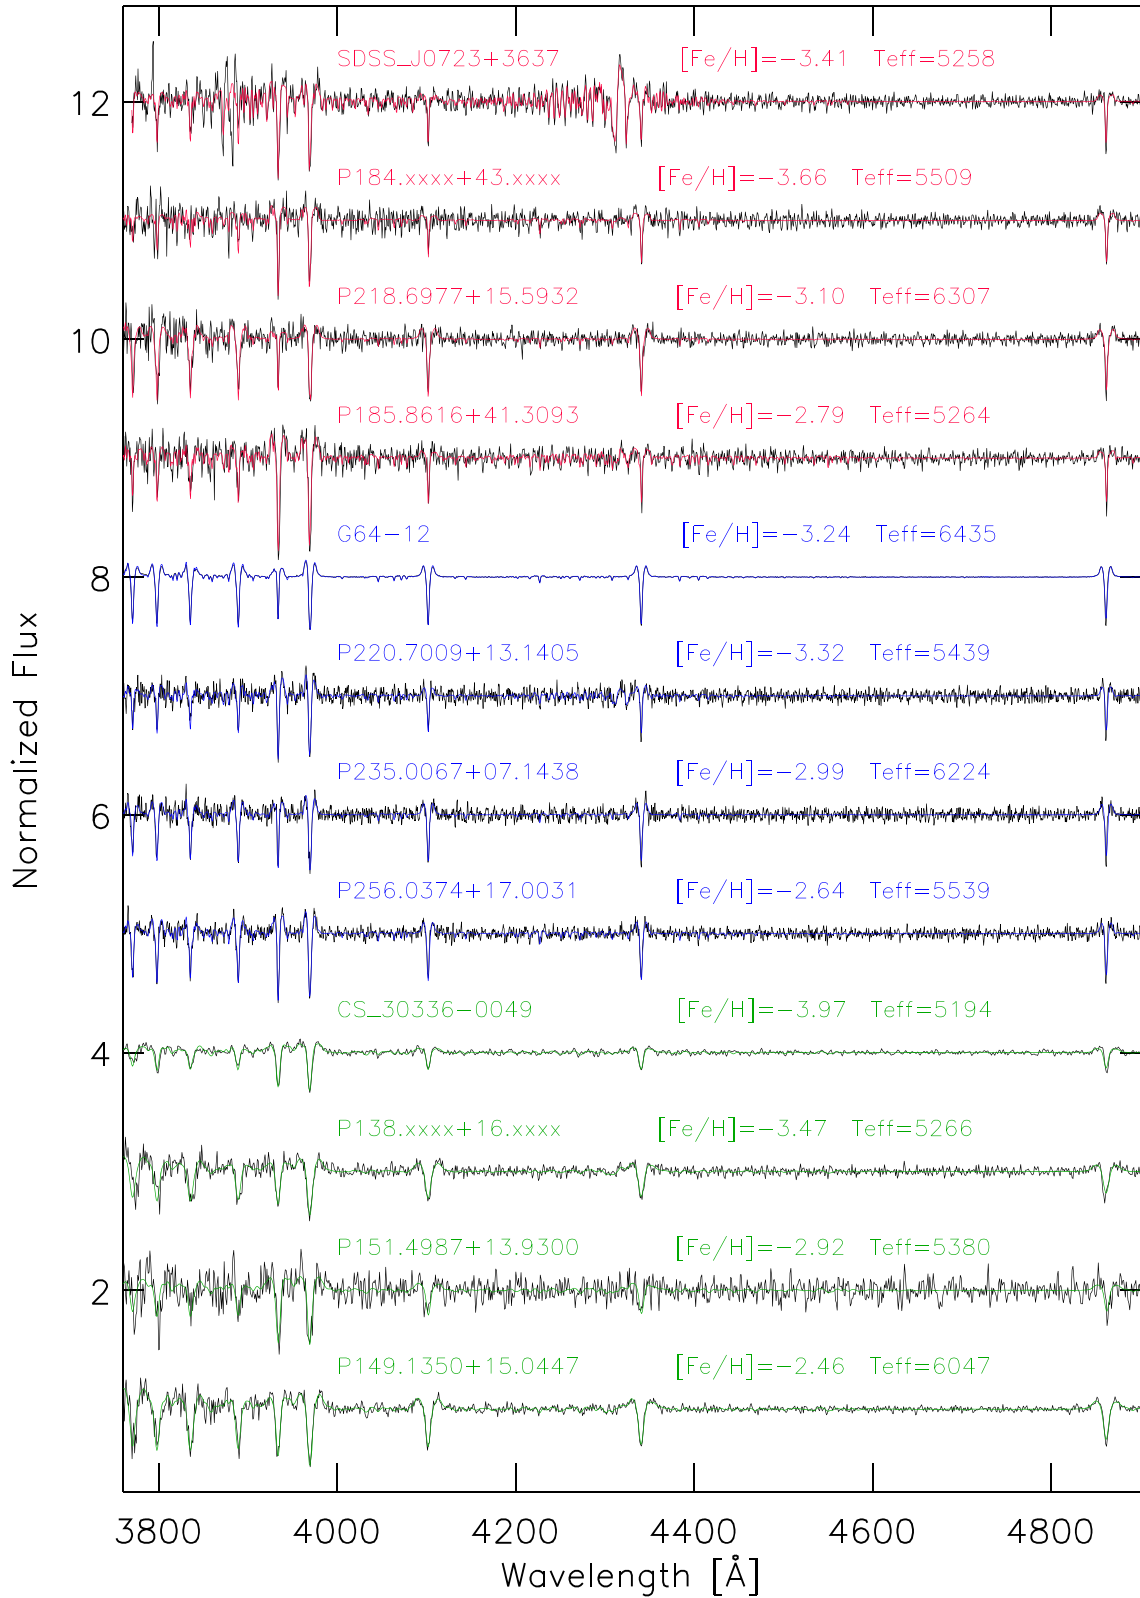 SDSS_J0723+3637 [Fe/H]=−3.41 Teff=5258
12
P184.xxxx+43.xxxx [Fe/H]=−3.66 Teff=5509
P218.6977+15.5932 [Fe/H]=−3.10 Teff=6307
10
P185.8616+41.3093 [Fe/H]=−2.79 Teff=5264
G64−12 [Fe/H]=−3.24 Teff=6435
8
P220.7009+13.1405 [Fe/H]=−3.32 Teff=5439
P235.0067+07.1438 [Fe/H]=−2.99 Teff=6224
6
P256.0374+17.0031 [Fe/H]=−2.64 Teff=5539
CS_30336−0049 [Fe/H]=−3.97 Teff=5194
4
P138.xxxx+16.xxxx [Fe/H]=−3.47 Teff=5266
P151.4987+13.9300 [Fe/H]=−2.92 Teff=5380
2
P149.1350+15.0447 [Fe/H]=−2.46 Teff=6047
Normalized Flux
3800 4000 4200 4400 4600 4800
Wavelength [Å]